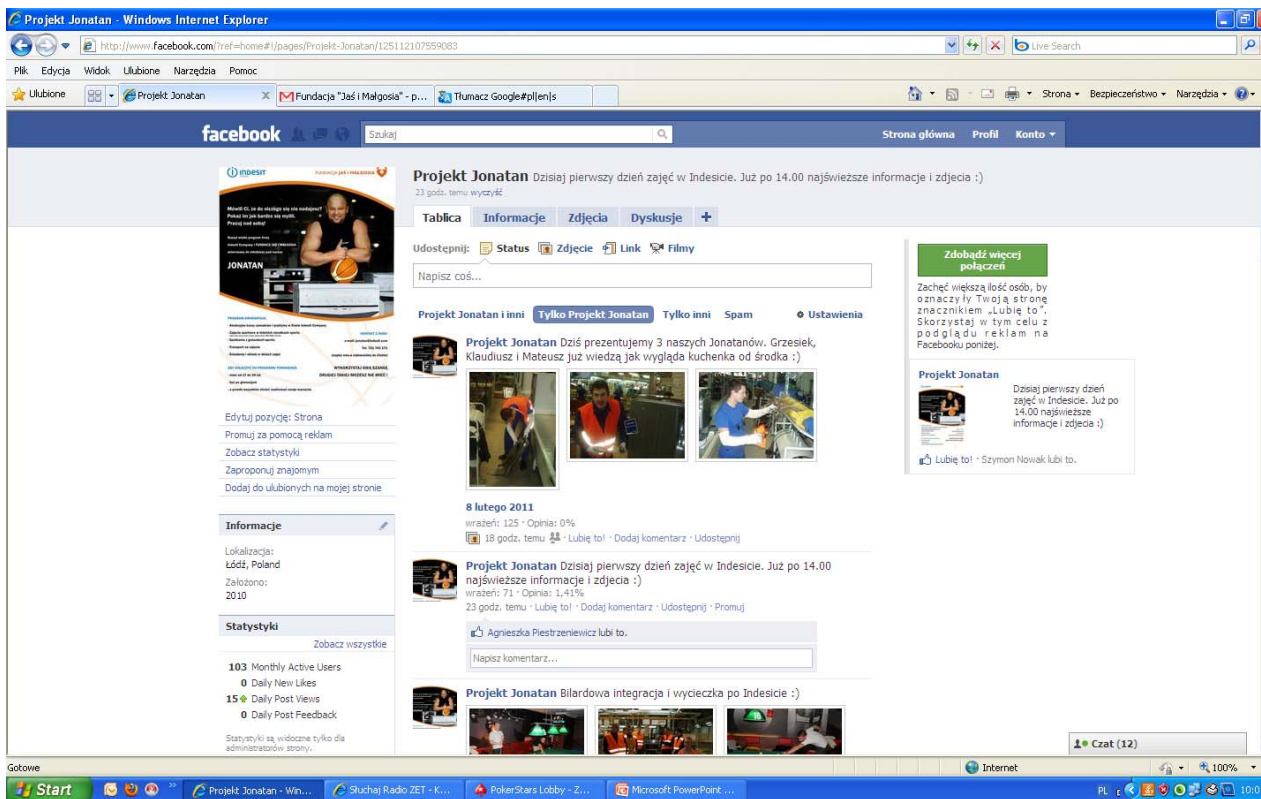 Projekt Jonatan - Windows Internet Explorer
http://www.facebook.com/?ref=home#!/pages/Projekt-Jonatan/125112107559083
Live Search
Plik Edycja Widok Ulubione Narzędzia Pomoc
Ulubione
Projekt Jonatan
Fundacja "Jaś i Małgosia" - p...
Tłumacz Google#pl|en|s
Strona
Bezpieczeństwo
Narzędzia
facebook
Szukaj
Strona główna Profil Konto
indesit
JONATAN
Projekt Jonatan Dzisiaj pierwszy dzień zajęć w Indesicie. Już po 14.00 najświeższe informacje i zdjecia :)
23 godz. temu wyczyść
Tablica Informacje Zdjęcia Dyskusje +
Udostępnij: Status Zdjęcie Link Filmy
Napisz coś...
Projekt Jonatan i inni Tylko Projekt Jonatan Tylko inni Spam Ustawienia
Projekt Jonatan Dziś prezentujemy 3 naszych Jonatanów. Grzesiek,
Klaudiusz i Mateusz już wiedzą jak wygląda kuchenka od środka :)
8 lutego 2011
wrażeń: 125 · Opinia: 0%
18 godz. temu · Lubię to! · Dodaj komentarz · Udostępnij
Projekt Jonatan Dzisiaj pierwszy dzień zajęć w Indesicie. Już po 14.00
najświeższe informacje i zdjecia :)
wrażeń: 71 · Opinia: 1,41%
23 godz. temu · Lubię to! · Dodaj komentarz · Udostępnij · Promuj
Agnieszka Piestrzeniewicz lubi to.
Napisz komentarz...
Projekt Jonatan Bilardowa integracja i wycieczka po Indesicie :)
Edytuj pozycję: Strona
Promuj za pomocą reklam
Zobacz statystyki
Zaproponuj znajomym
Dodaj do ulubionych na mojej stronie
Informacje
Lokalizacja:
Łódź, Poland
Założono:
2010
Statystyki
Zobacz wszystkie
103 Monthly Active Users
0 Daily New Likes
15 Daily Post Views
0 Daily Post Feedback
Statystyki są widoczne tylko dla
administratorów strony.
Zdobądź więcej
połączeń
Zachęć większą ilość osób, by
oznaczyły Twoją stronę
znacznikiem „Lubię to”.
Skorzystaj w tym celu z
podglądu reklam na
Facebooku poniżej.
Projekt Jonatan
Dzisiaj pierwszy dzień
zajęć w Indesicie. Już po
14.00 najświeższe
informacje i zdjecia :)
Lubię to! · Szymon Nowak lubi to.
Czat (12)
Gotowe
Internet
100%
Start
Projekt Jonatan - Win...
Słuchaj Radio ZET - K...
PokerStars Lobby - Z...
Microsoft PowerPoint ...
PL